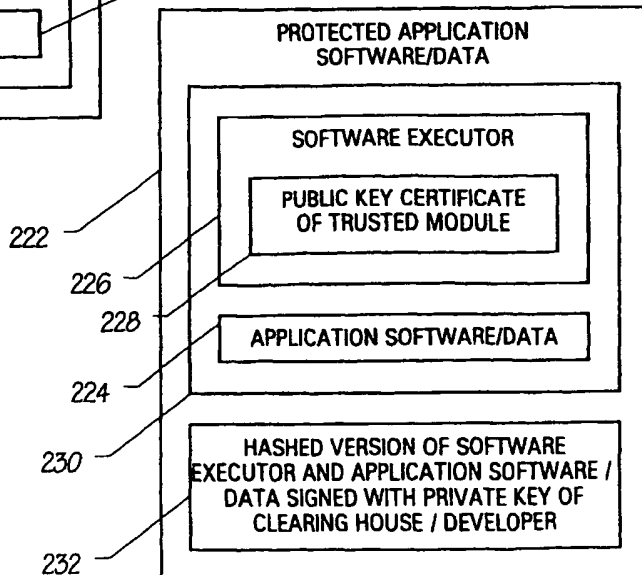 PROTECTED APPLICATION
SOFTWARE/DATA
SOFTWARE EXECUTOR
PUBLIC KEY CERTIFICATE
OF TRUSTED MODULE
222
226
228
APPLICATION SOFTWARE/DATA
224
230
HASHED VERSION OF SOFTWARE
EXECUTOR AND APPLICATION SOFTWARE /
DATA SIGNED WITH PRIVATE KEY OF
CLEARING HOUSE / DEVELOPER
232